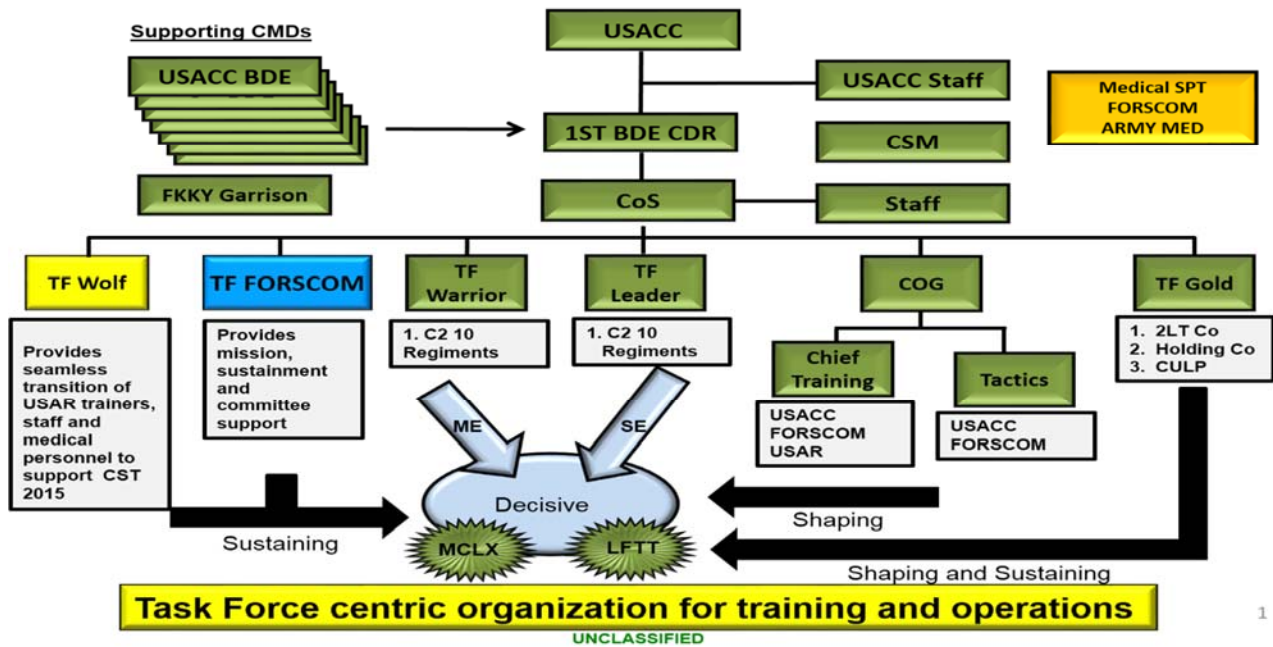 Supporting CMDs
USACC BDE
FKKY Garrison
USACC
USACC Staff
1ST BDE CDR
CSM
CoS
Staff
Medical SPT
FORSCOM
ARMY MED
TF Wolf
Provides
seamless
transition of
USAR trainers,
staff and
medical
personnel to
support CST
2015
TF FORSCOM
Provides
mission,
sustainment
and
committee
support
TF
Warrior
1. C2 10
Regiments
TF
Leader
1. C2 10
Regiments
COG
Chief
Training
USACC
FORSCOM
USAR
Tactics
USACC
FORSCOM
TF Gold
1. 2LT Co
2. Holding Co
3. CULP
ME
SE
Decisive
MCLX
LFTT
Sustaining
Shaping
Shaping and Sustaining
Task Force centric organization for training and operations
1
UNCLASSIFIED